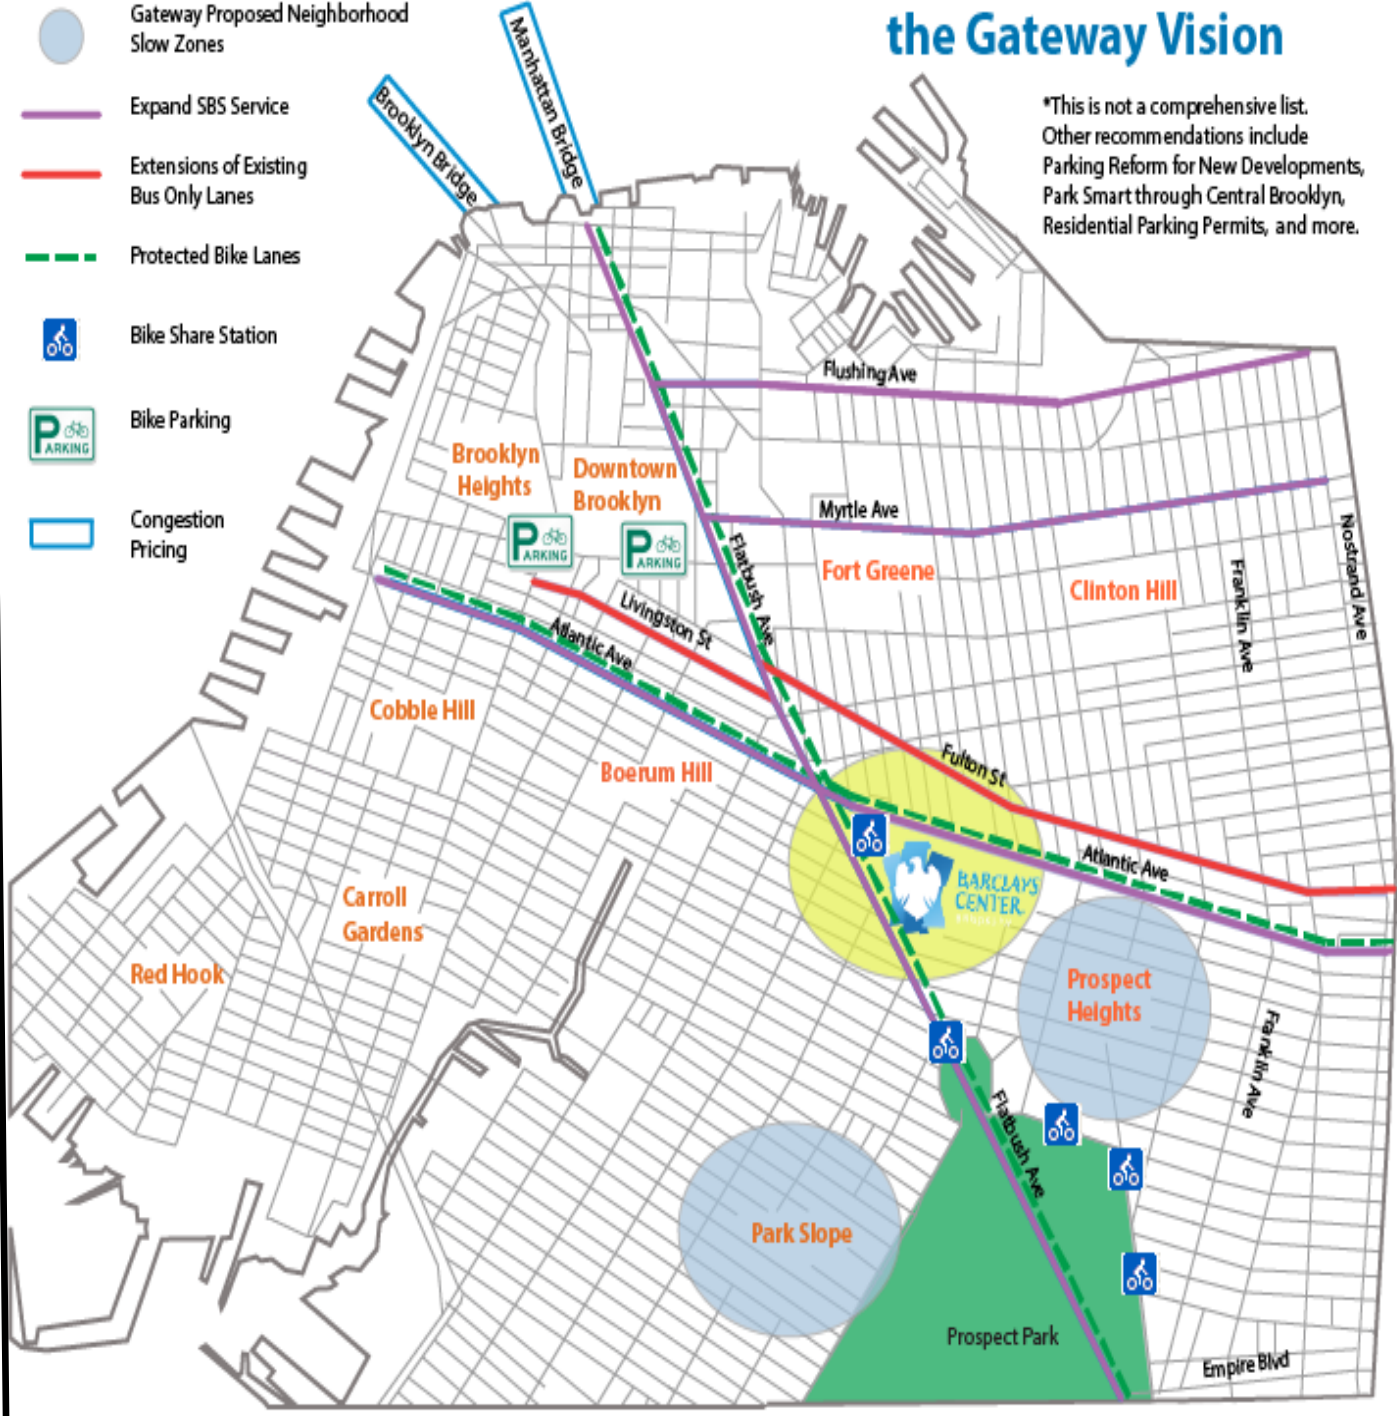 the Gateway Vision
*This is not a comprehensive list.
Other recommendations include
Parking Reform for New Developments,
Park Smart through Central Brooklyn,
Residential Parking Permits, and more.
Gateway Proposed Neighborhood
Slow Zones
Expand SBS Service
Extensions of Existing
Bus Only Lanes
Protected Bike Lanes
Bike Share Station
P
ARKING
Bike Parking
Congestion
Pricing
Brooklyn Bridge
Manhattan Bridge
Flushing Ave
Brooklyn
Heights
Downtown
Brooklyn
P
ARKING
P
ARKING
Myrtle Ave
Flatbush Ave
Fort Greene
Clinton Hill
Franklin Ave
Nostrand Ave
Livingston St
Atlantic Ave
Cobble Hill
Boerum Hill
Fulton St
Atlantic Ave
BARCLAYS
CENTER
BROOKLYN
Carroll
Gardens
Red Hook
Prospect
Heights
Franklin Ave
Flatbush Ave
Park Slope
Prospect Park
Empire Blvd